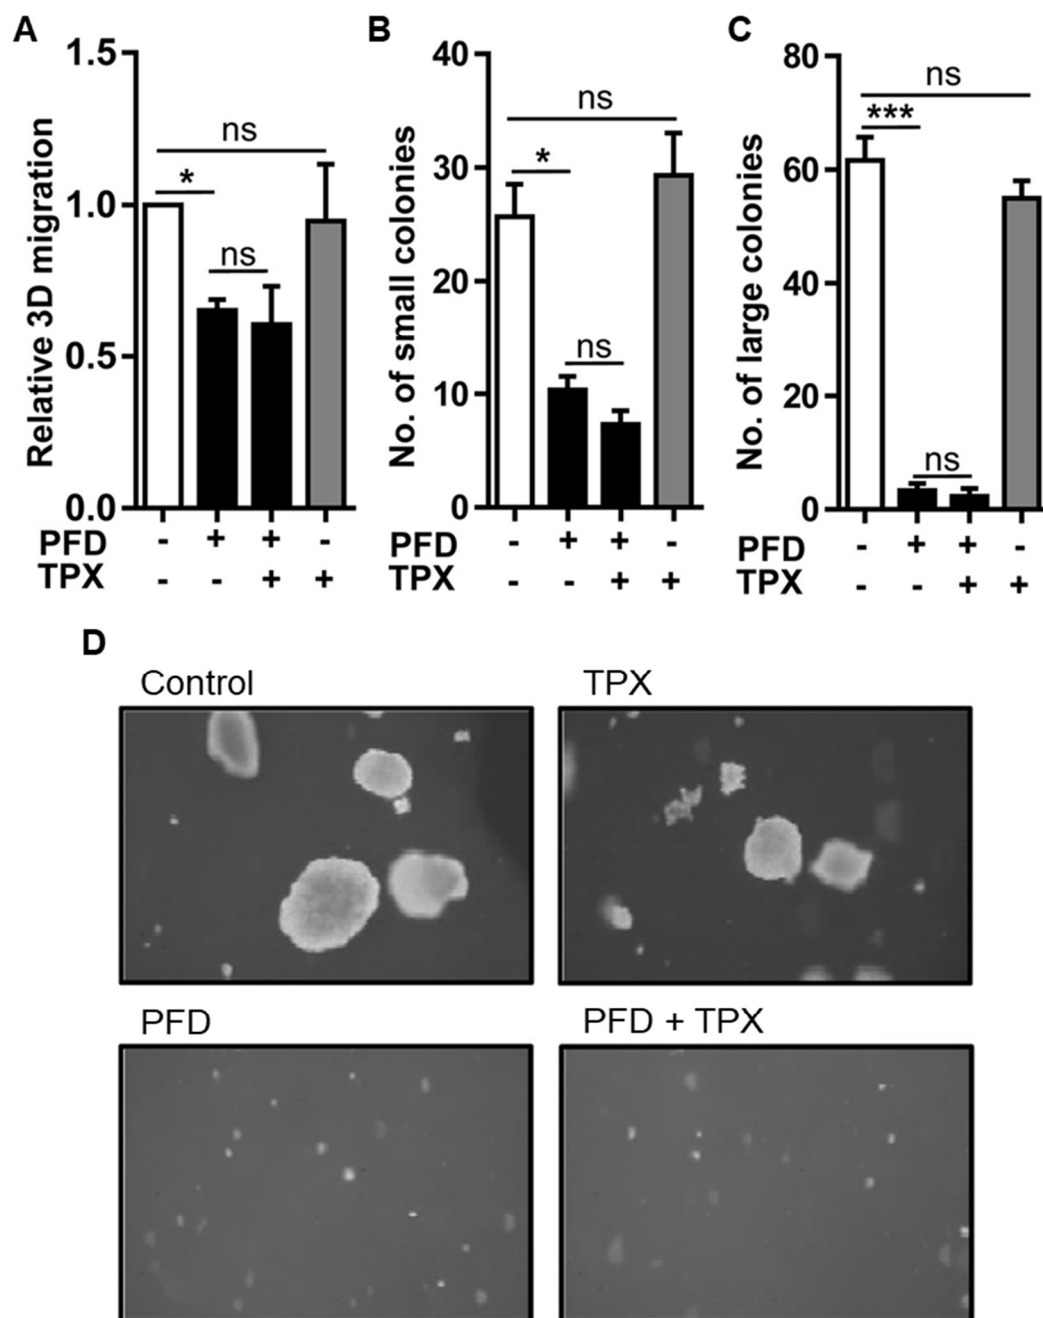 A
Relative 3D migration
1.5
1.0
0.5
0.0
ns
*
ns
PFD - + + -
TPX - - + +
B
No. of small colonies
40
30
20
10
0
ns
*
ns
PFD - + + -
TPX - - + +
C
No. of large colonies
80
60
40
20
0
ns
***
ns
PFD - + + -
TPX - - + +
D
Control
TPX
PFD
PFD + TPX